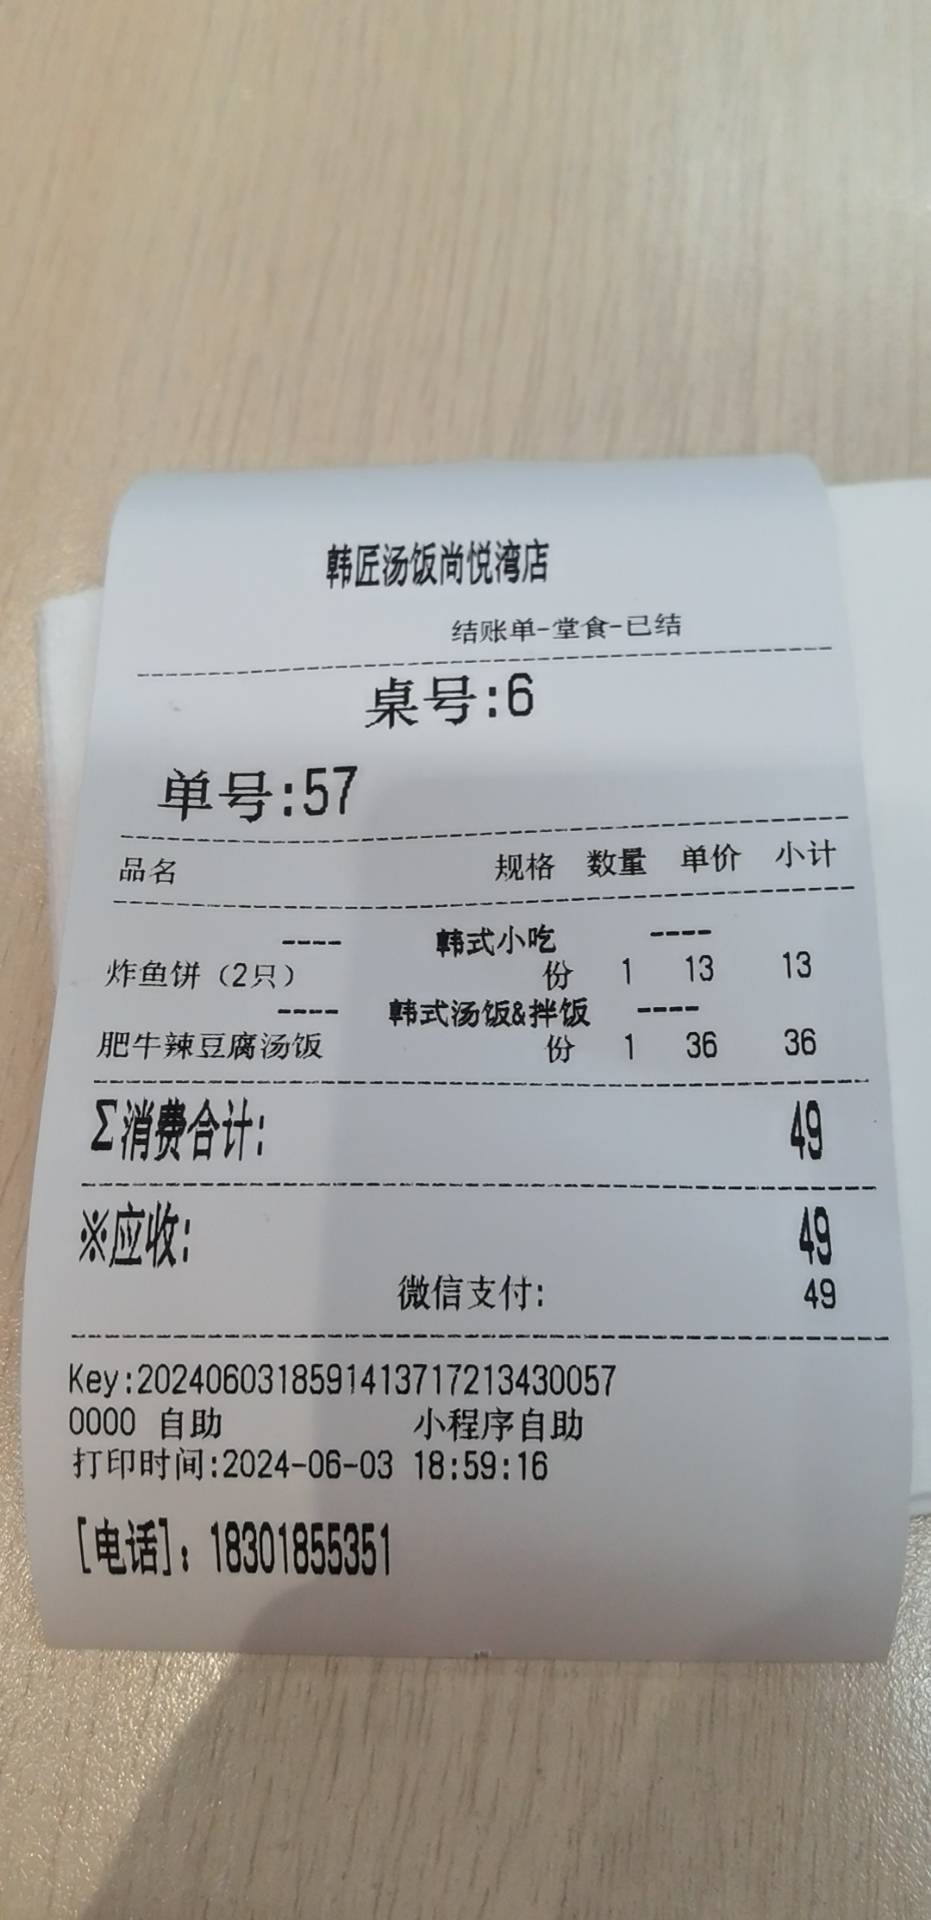 韩匠汤饭尚悦湾店
结账单-堂食-已结
桌号:6
单号:57
品名 规格 数量 单价 小计
---- 韩式小吃 ----
炸鱼饼（2只） 份 1 13 13
---- 韩式汤饭&拌饭 ----
肥牛辣豆腐汤饭 份 1 36 36
Σ消费合计: 49
※应收: 49
微信支付: 49
Key:2024060318591413717213430057
0000 自助 小程序自助
打印时间:2024-06-03 18:59:16
[电话]: 18301855351